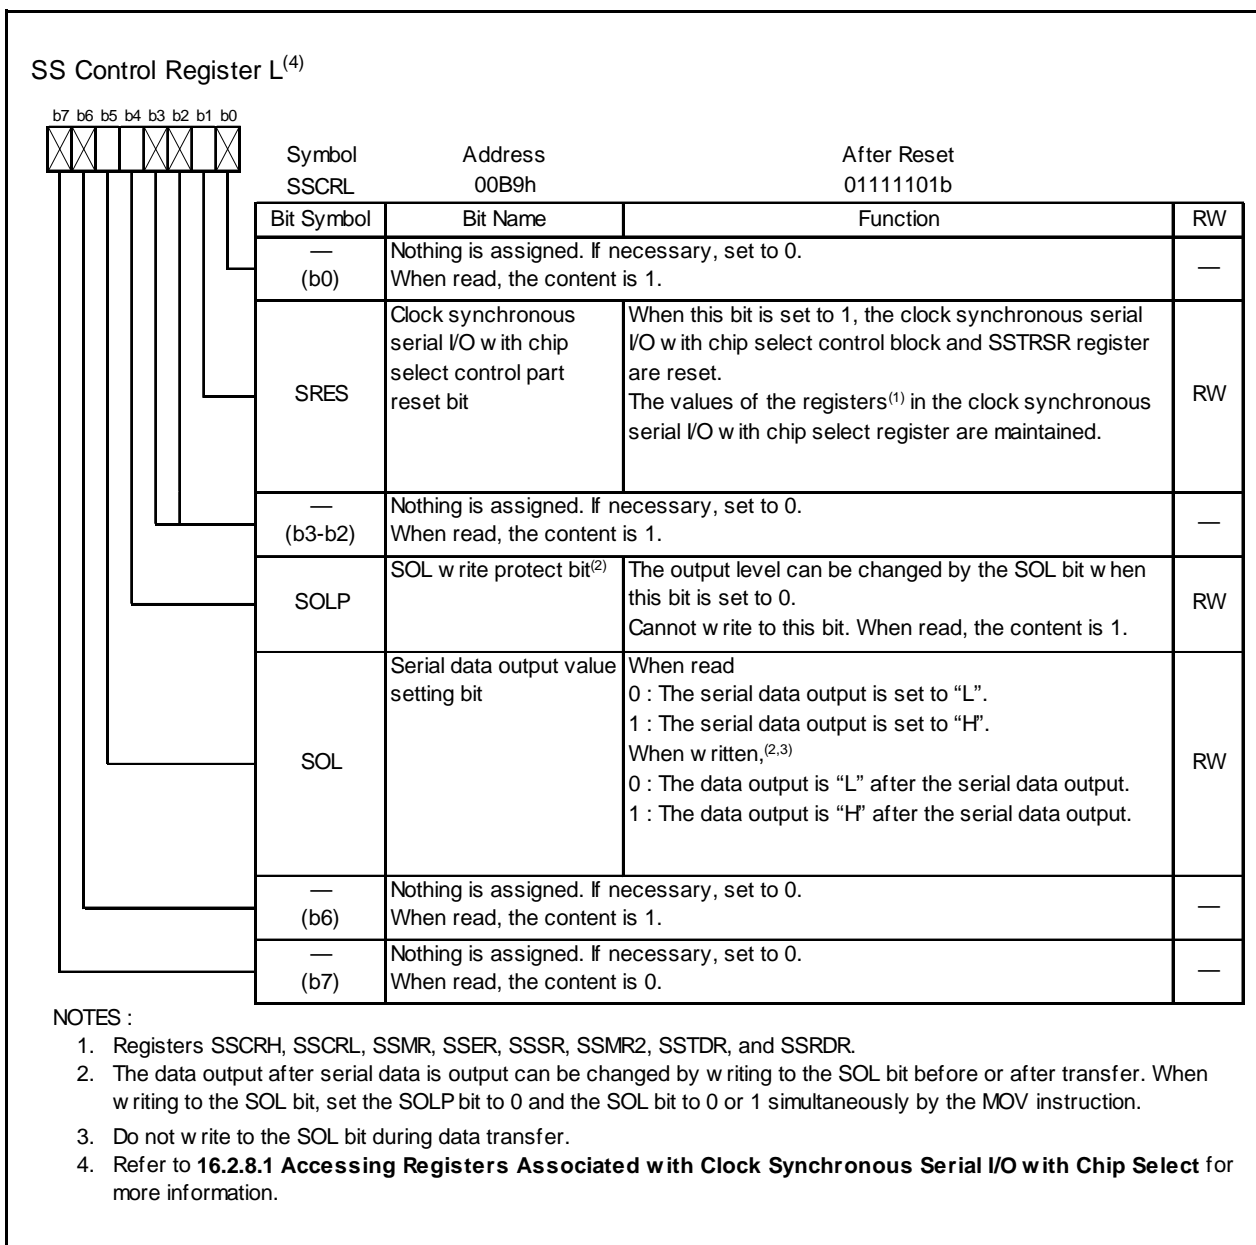 SS Control Register L(4)
b7 b6 b5 b4 b3 b2 b1 b0
Symbol Address After Reset
SSCRL 00B9h 01111101b
Bit Symbol Bit Name Function RW
— Nothing is assigned. If necessary, set to 0.
(b0) When read, the content is 1. —
Clock synchronous When this bit is set to 1, the clock synchronous serial
serial I/O with chip I/O with chip select control block and SSTRSR register
select control part are reset.
SRES reset bit The values of the registers(1) in the clock synchronous RW
serial I/O with chip select register are maintained.
— Nothing is assigned. If necessary, set to 0.
(b3-b2) When read, the content is 1. —
SOL write protect bit(2) The output level can be changed by the SOL bit when
SOLP this bit is set to 0. RW
Cannot write to this bit. When read, the content is 1.
Serial data output value When read
setting bit 0 : The serial data output is set to “L”.
1 : The serial data output is set to “H”.
SOL When written,(2,3) RW
0 : The data output is “L” after the serial data output.
1 : The data output is “H” after the serial data output.
— Nothing is assigned. If necessary, set to 0.
(b6) When read, the content is 1. —
— Nothing is assigned. If necessary, set to 0.
(b7) When read, the content is 0. —
NOTES :
1. Registers SSCRH, SSCRL, SSMR, SSER, SSSR, SSMR2, SSTDR, and SSRDR.
2. The data output after serial data is output can be changed by writing to the SOL bit before or after transfer. When
writing to the SOL bit, set the SOLP bit to 0 and the SOL bit to 0 or 1 simultaneously by the MOV instruction.
3. Do not write to the SOL bit during data transfer.
4. Refer to 16.2.8.1 Accessing Registers Associated with Clock Synchronous Serial I/O with Chip Select for
more information.